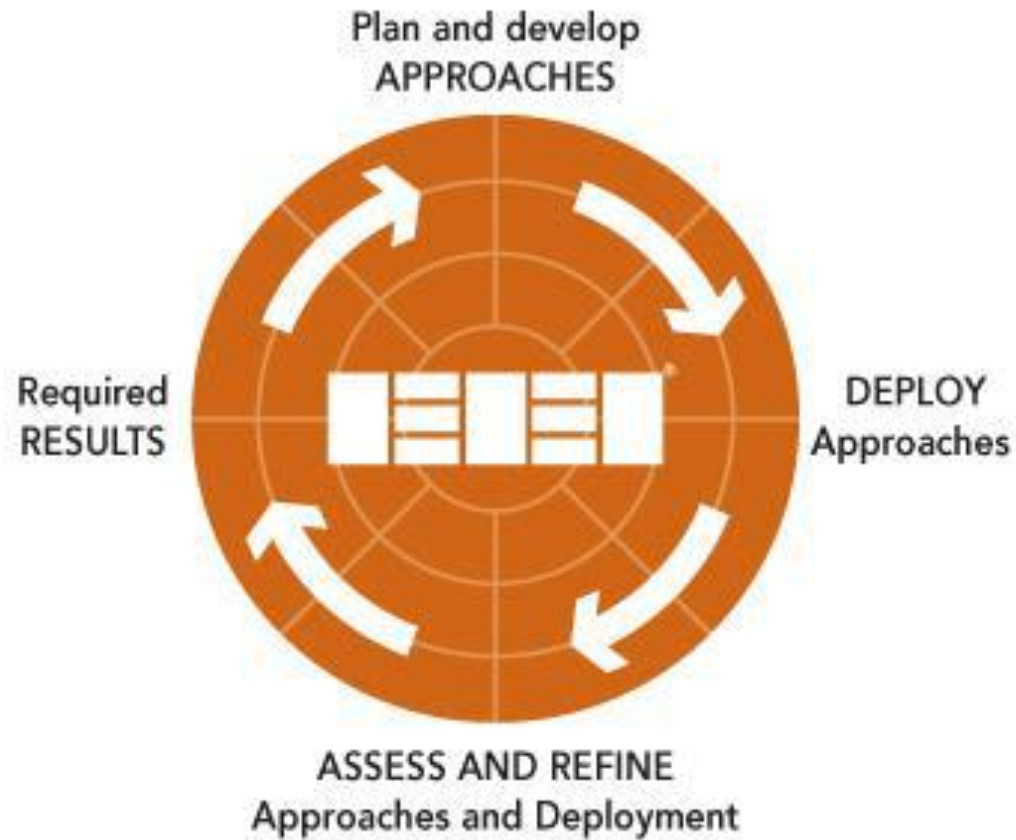 Plan and develop
APPROACHES
Required
RESULTS
DEPLOY
Approaches
ASSESS AND REFINE
Approaches and Deployment